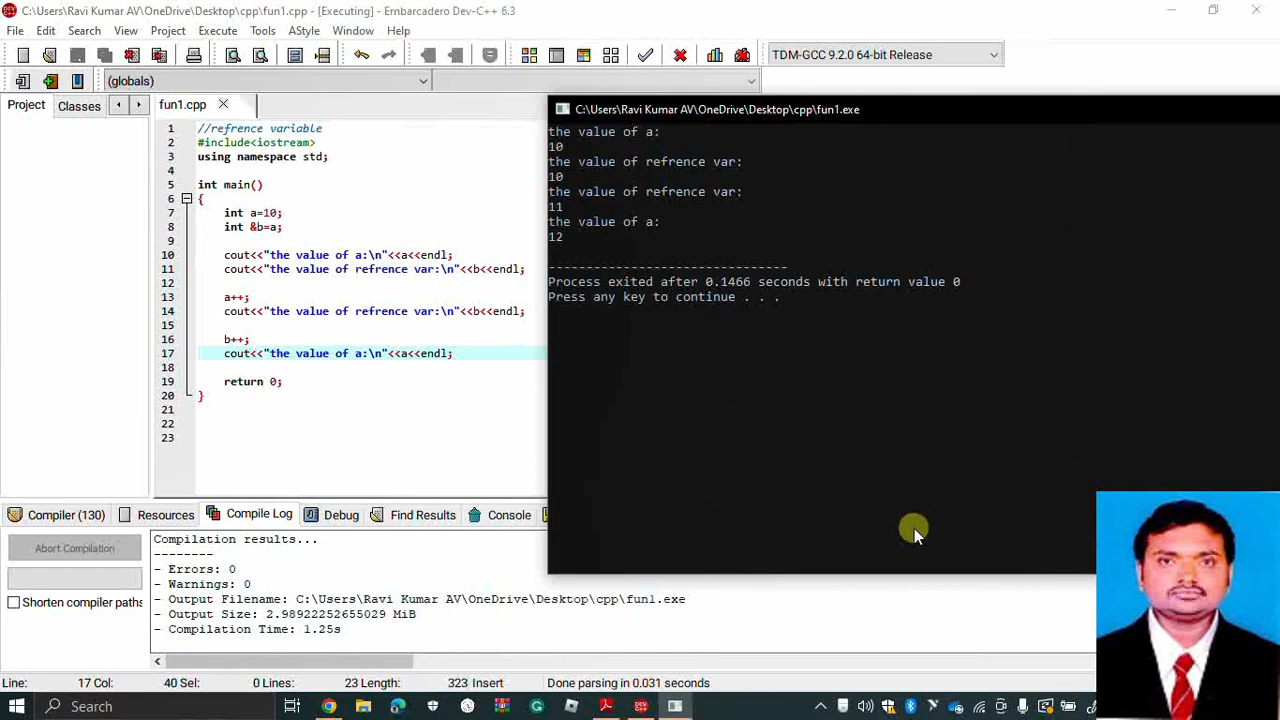 C:\Users\Ravi Kumar AV\OneDrive\Desktop\cpp\fun1.cpp - [Executing] - Embarcadero Dev-C++ 6.3
File Edit Search View Project Execute Tools AStyle Window Help
TDM-GCC 9.2.0 64-bit Release
(globals)
Project Classes fun1.cpp
C:\Users\Ravi Kumar AV\OneDrive\Desktop\cpp\fun1.exe
1 //refrence variable
2 #include<iostream>
3 using namespace std;
4
5 int main()
6 {
7 int a=10;
8 int &b=a;
9
10 cout<<"the value of a:\n"<<a<<endl;
11 cout<<"the value of refrence var:\n"<<b<<endl;
12
13 a++;
14 cout<<"the value of refrence var:\n"<<b<<endl;
15
16 b++;
17 cout<<"the value of a:\n"<<a<<endl;
18
19 return 0;
20 }
21
22
23
the value of a:
10
the value of refrence var:
10
the value of refrence var:
11
the value of a:
12
--------------------------------
Process exited after 0.1466 seconds with return value 0
Press any key to continue . . .
Compiler (130) Resources Compile Log Debug Find Results Console
Abort Compilation
Shorten compiler paths
Compilation results...
--------
- Errors: 0
- Warnings: 0
- Output Filename: C:\Users\Ravi Kumar AV\OneDrive\Desktop\cpp\fun1.exe
- Output Size: 2.98922252655029 MiB
- Compilation Time: 1.25s
Line: 17 Col: 40 Sel: 0 Lines: 23 Length: 323 Insert Done parsing in 0.031 seconds
Search